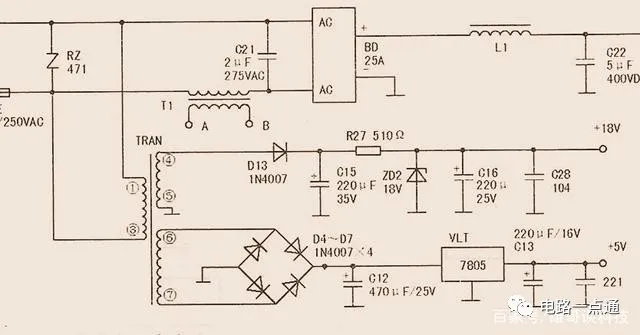 RZ
471
C21
2μF
275VAC
AC
AC
BD
25A
+
-
L1
C22
5μF
400VD
E
/250VAC
T1
A
B
TRAN
①
③
④
⑤
⑥
⑦
D13
1N4007
R27 510Ω
+18V
C15
220μF
35V
ZD2
18V
C16
220μ
25V
C28
104
D4~D7
1N4007×4
C12
470μF/25V
VLT
7805
220μF/16V
C13
+5V
221
电路一点通